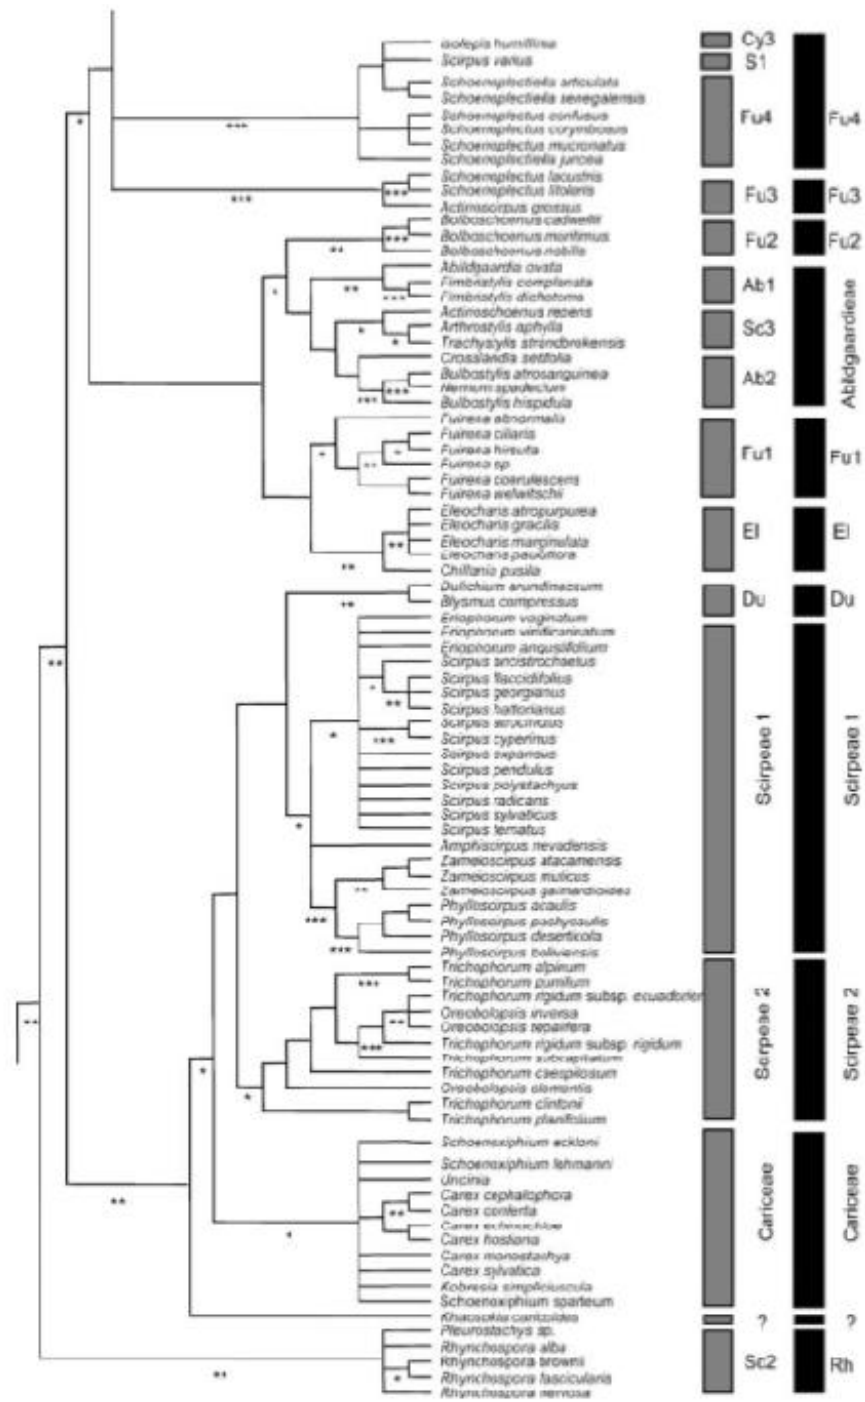 Isolepis humillima
Scirpus varius
Schoenoplectiella articulata
Schoenoplectiella senegalensis
Schoenoplectus confusus
Schoenoplectus corymbosus
Schoenoplectus mucronatus
Schoenoplectiella juncea
Schoenoplectus lacustris
Schoenoplectus litoralis
Actinoscirpus grossus
Bolboschoenus caldwellii
Bolboschoenus maritimus
Bolboschoenus nobilis
Abildgaardia ovata
Fimbristylis complanata
Fimbristylis dichotoma
Actinoschoenus repens
Arthrostylis aphylla
Trachystylis strandbrokensis
Crosslandia setifolia
Bulbostylis atrosanguinea
Nemum spadiceum
Bulbostylis hispidula
Fuirena abnormalis
Fuirena ciliaris
Fuirena hirsuta
Fuirena sp
Fuirena coerulescens
Fuirena welwitschii
Eleocharis atropurpurea
Eleocharis gracilis
Eleocharis marginulata
Eleocharis pauciflora
Chillania pusilla
Dulichium arundinaceum
Blysmus compressus
Eriophorum vaginatum
Eriophorum viridicarinatum
Eriophorum angustifolium
Scirpus ancistrochaetus
Scirpus flaccidifolius
Scirpus georgianus
Scirpus hattorianus
Scirpus atrocinctus
Scirpus cyperinus
Scirpus expansus
Scirpus pendulus
Scirpus polystachyus
Scirpus radicans
Scirpus sylvaticus
Scirpus ternatus
Amphiscirpus nevadensis
Zameioscirpus atacamensis
Zameioscirpus muticus
Zameioscirpus gaimardioides
Phylloscirpus acaulis
Phylloscirpus pachycaulis
Phylloscirpus deserticola
Phylloscirpus boliviensis
Trichophorum alpinum
Trichophorum pumilum
Trichophorum rigidum subsp. ecuadorien
Oreobolopsis inversa
Oreobolopsis tepalifera
Trichophorum rigidum subsp. rigidum
Trichophorum subcapitatum
Trichophorum caespitosum
Oreobolopsis clementis
Trichophorum clintonii
Trichophorum planifolium
Schoenoxiphium ecklonii
Schoenoxiphium lehmanni
Uncinia
Carex cephalophora
Carex conferta
Carex echinochloe
Carex hostiana
Carex monostachya
Carex sylvatica
Kobresia simpliciuscula
Schoenoxiphium sparteum
Khaosokia caricoides
Pleurostachys sp.
Rhynchospora alba
Rhynchospora brownii
Rhynchospora fascicularis
Rhynchospora nervosa
Cy3
S1
Fu4
Fu3
Fu2
Ab1
Sc3
Ab2
Fu1
El
Du
Scirpeae 1
Scirpeae 2
Cariceae
?
Sc2
Fu4
Fu3
Fu2
Abildgaardieae
Fu1
El
Du
Scirpeae 1
Scirpeae 2
Cariceae
?
Rh